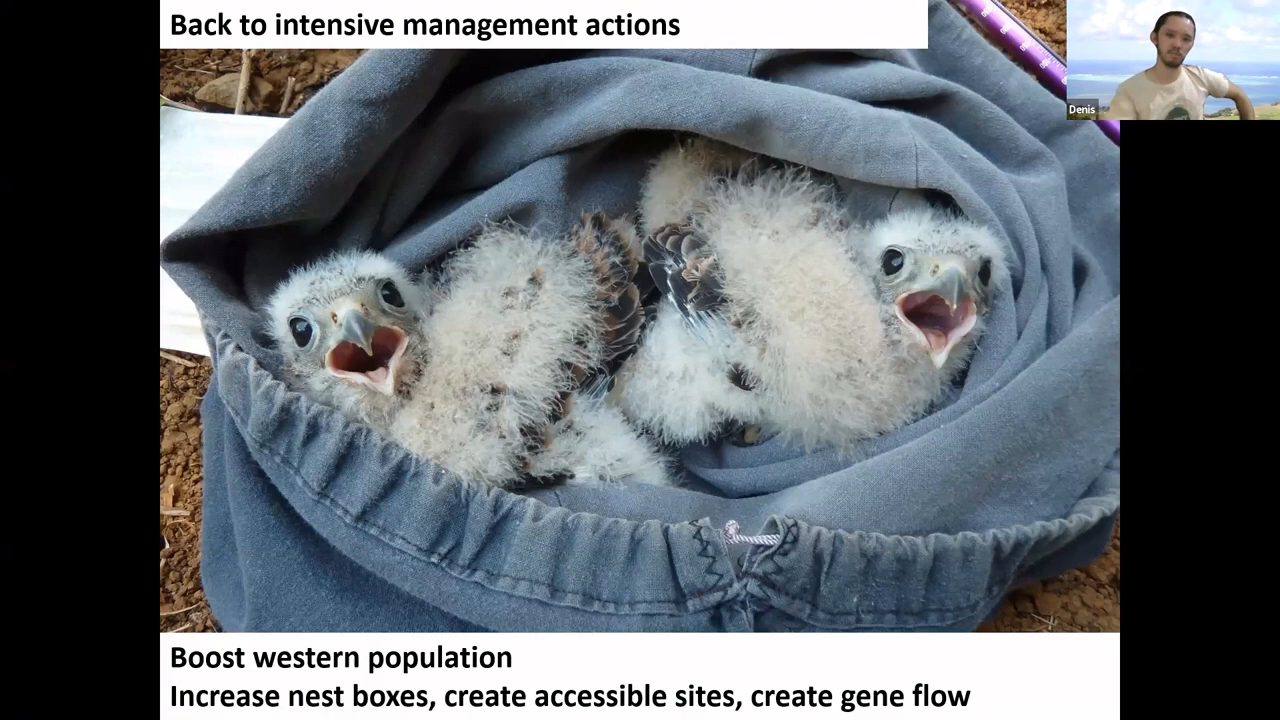 Back to intensive management actions
Denis
Boost western population
Increase nest boxes, create accessible sites, create gene flow